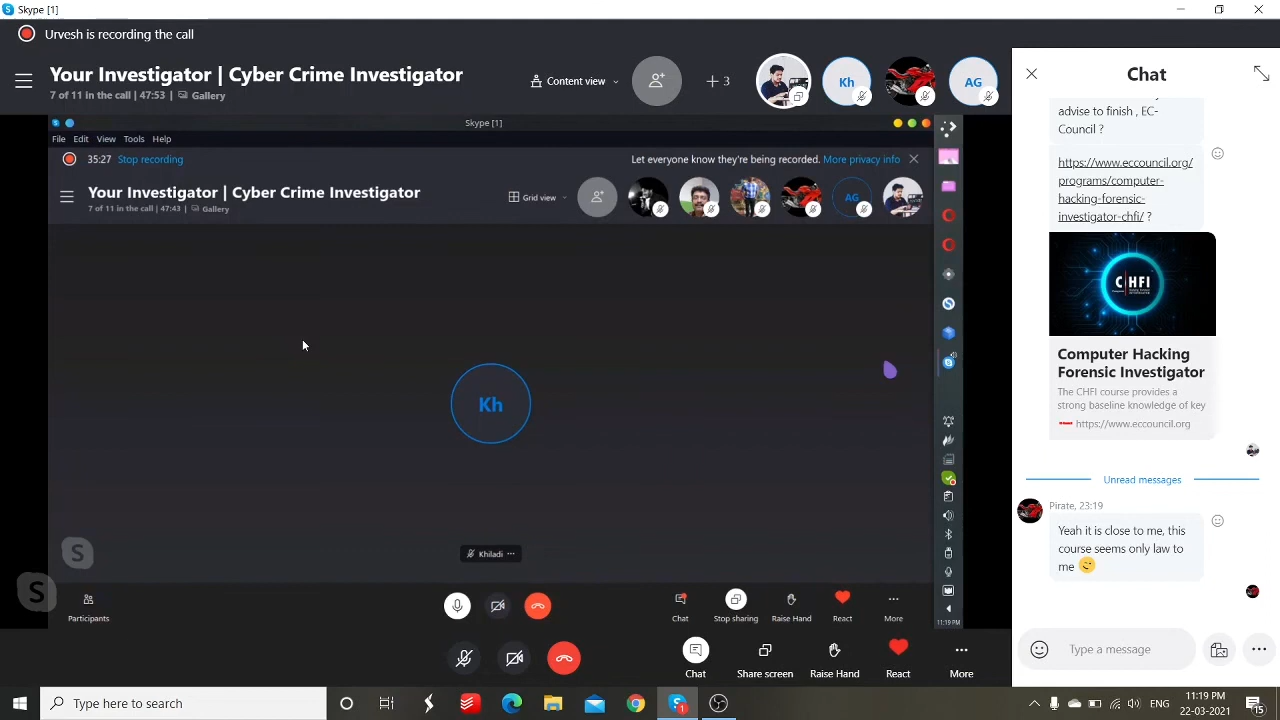 Skype [1]
Urvesh is recording the call
Your Investigator | Cyber Crime Investigator
7 of 11 in the call | 47:53 | Gallery
Content view
+ 3
Kh
AG
Skype [1]
File Edit View Tools Help
35:27 Stop recording
Let everyone know they're being recorded. More privacy info
Your Investigator | Cyber Crime Investigator
7 of 11 in the call | 47:43 | Gallery
Grid view
AG
Kh
Khiladi
Participants
Chat
Stop sharing
Raise Hand
React
More
11:19 PM
Chat
Share screen
Raise Hand
React
More
Chat
advise to finish , EC-
Council ?
https://www.eccouncil.org/
programs/computer-
hacking-forensic-
investigator-chfi/ ?
CHFI
Computer Hacking
Forensic Investigator
The CHFI course provides a
strong baseline knowledge of key
https://www.eccouncil.org
Unread messages
Pirate, 23:19
Yeah it is close to me, this
course seems only law to
me
Type a message
Type here to search
1
ENG
11:19 PM
22-03-2021
15